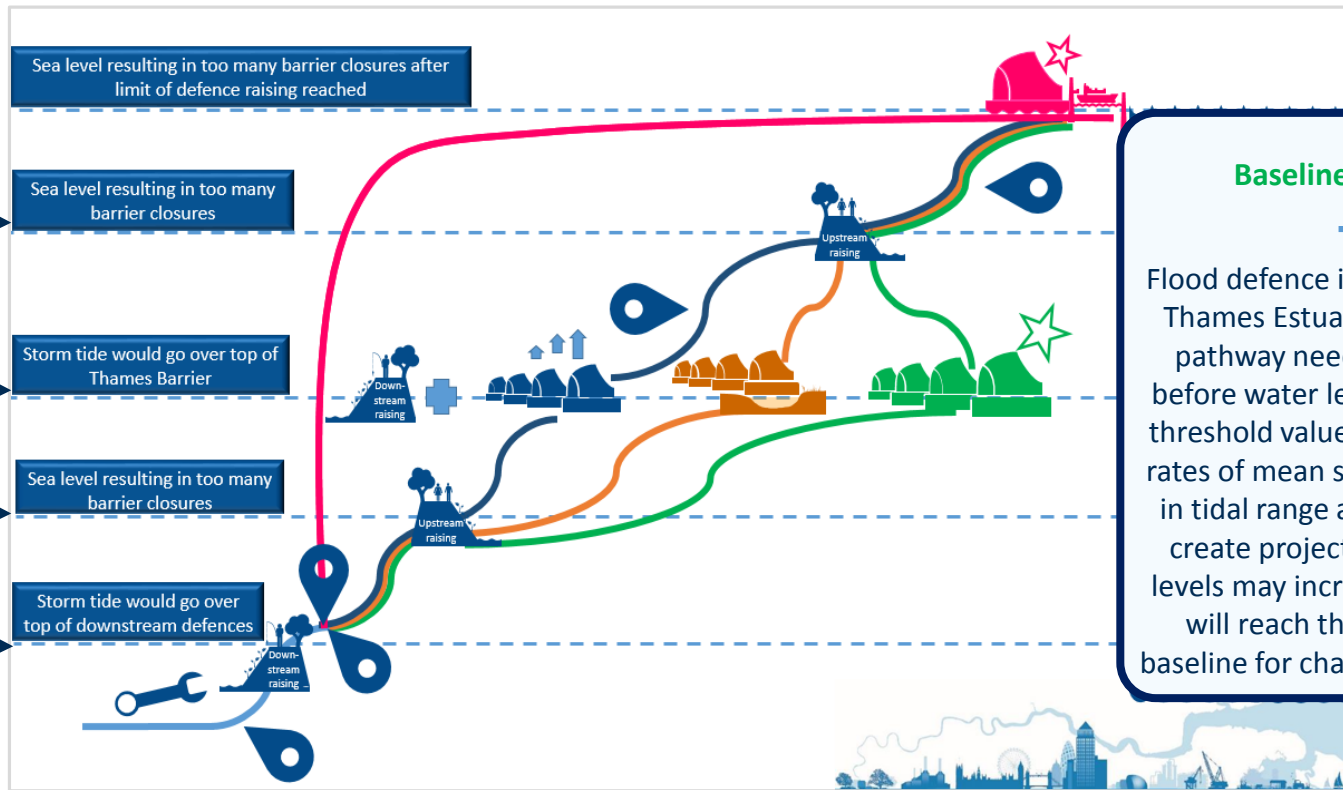 Sea level resulting in too many barrier closures after
limit of defence raising reached
Sea level resulting in too many
barrier closures
Upstream
raising
Storm tide would go over top of
Thames Barrier
Down-
stream
raising
Sea level resulting in too many
barrier closures
Upstream
raising
Storm tide would go over
top of downstream defences
Down-
stream
raising
Baseline
Flood defence i
Thames Estua
pathway nee
before water le
threshold value
rates of mean s
in tidal range a
create project
levels may incr
will reach th
baseline for cha